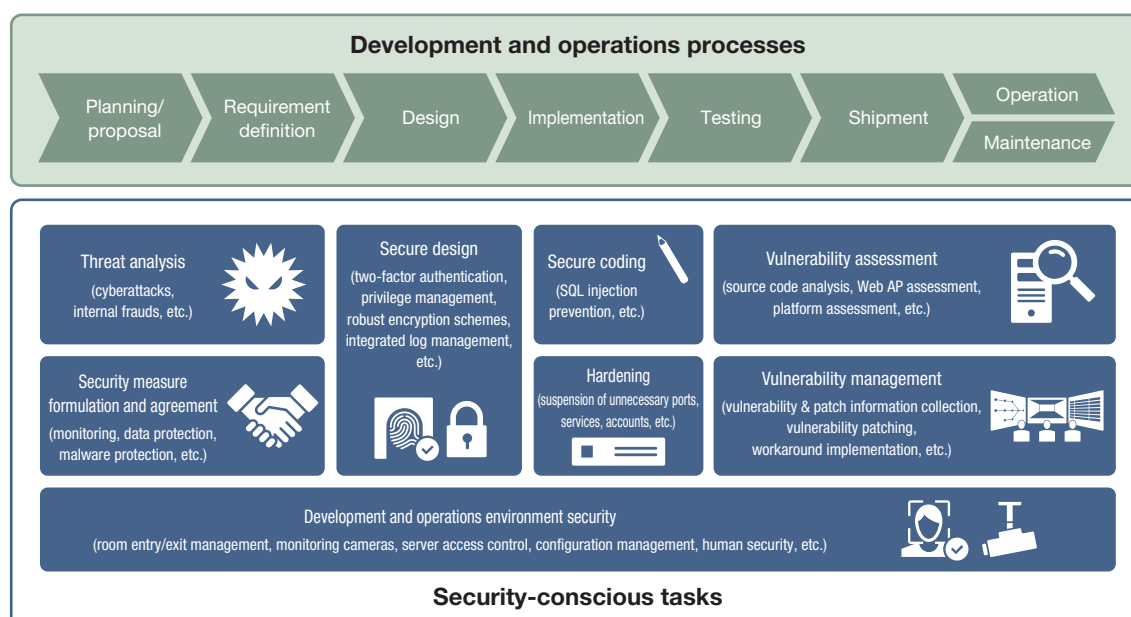 Development and operations processes
Planning/
proposal
Requirement
definition
Design
Implementation
Testing
Shipment
Operation
Maintenance
Threat analysis
(cyberattacks,
internal frauds, etc.)
Security measure
formulation and agreement
(monitoring, data protection,
malware protection, etc.)
Secure design
(two-factor authentication,
privilege management,
robust encryption schemes,
integrated log management,
etc.)
Secure coding
(SQL injection
prevention, etc.)
Hardening
(suspension of unnecessary ports,
services, accounts, etc.)
Vulnerability assessment
(source code analysis, Web AP assessment,
platform assessment, etc.)
Vulnerability management
(vulnerability & patch information collection,
vulnerability patching,
workaround implementation, etc.)
Development and operations environment security
(room entry/exit management, monitoring cameras, server access control, configuration management, human security, etc.)
Security-conscious tasks